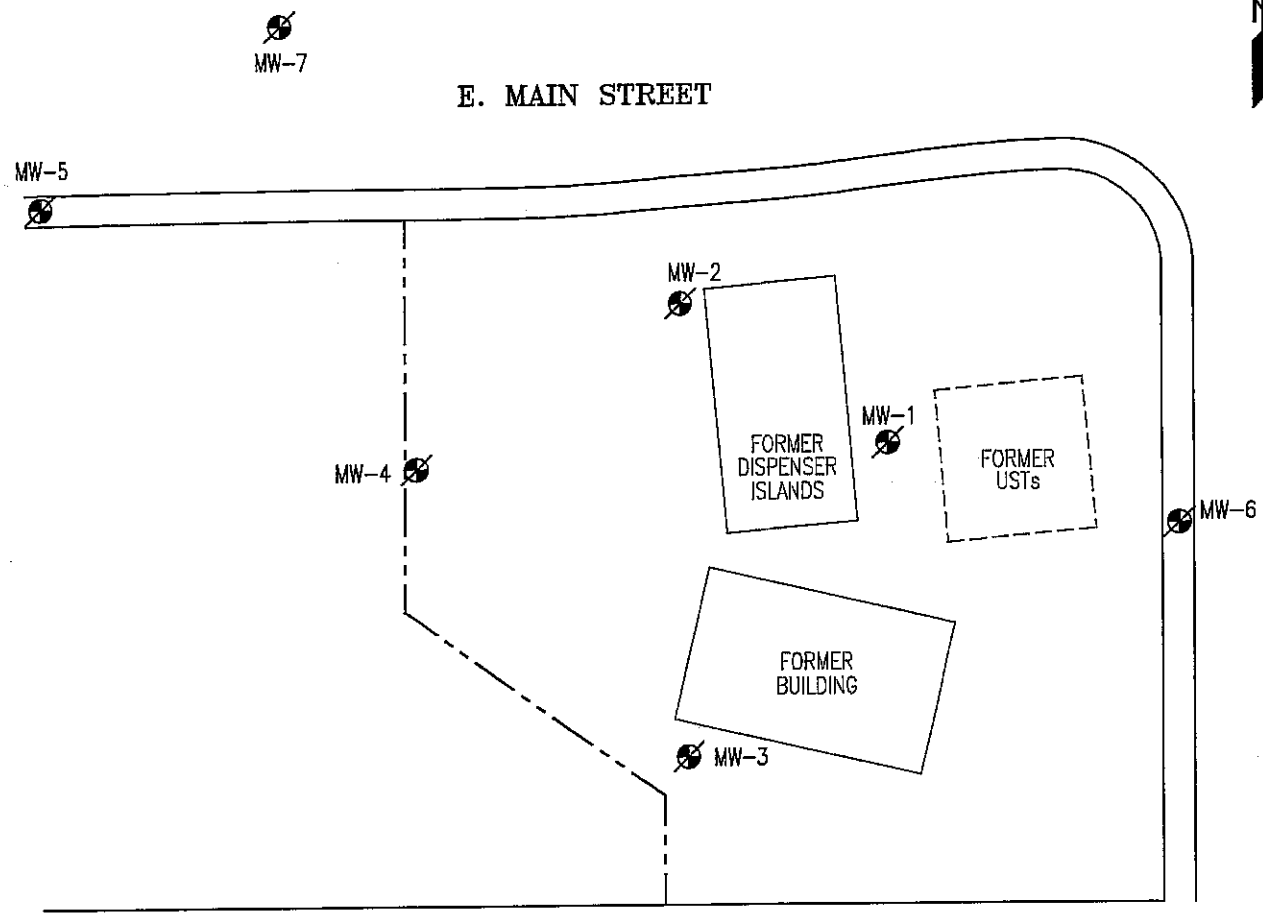 N
MW-7
E. MAIN STREET
MW-5
MW-2
MW-1
FORMER
DISPENSER
ISLANDS
FORMER
USTs
MW-4
MW-6
FORMER
BUILDING
MW-3